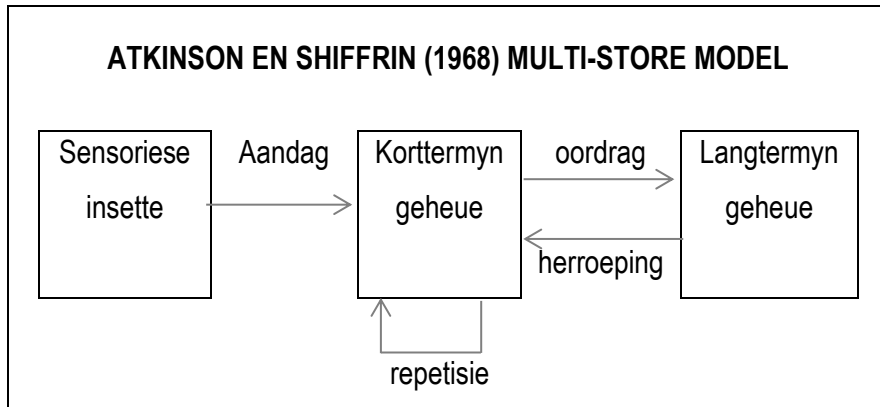 ATKINSON EN SHIFFRIN (1968) MULTI-STORE MODEL
Sensoriese
insette
Aandag
Korttermyn
geheue
oordrag
herroeping
Langtermyn
geheue
repetisie